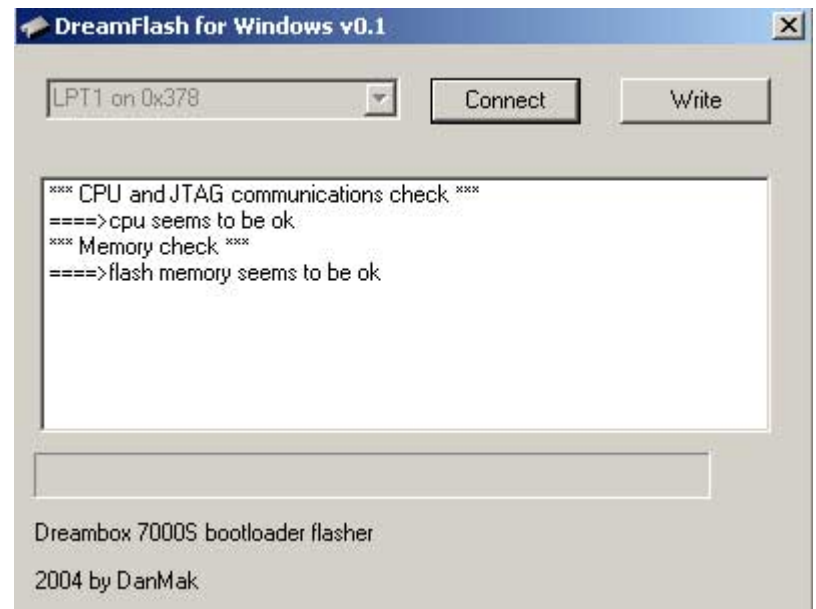 DreamFlash for Windows v0.1
LPT1 on 0x378
Connect
Write
*** CPU and JTAG communications check ***
====>cpu seems to be ok
*** Memory check ***
====>flash memory seems to be ok
Dreambox 7000S bootloader flasher
2004 by DanMak